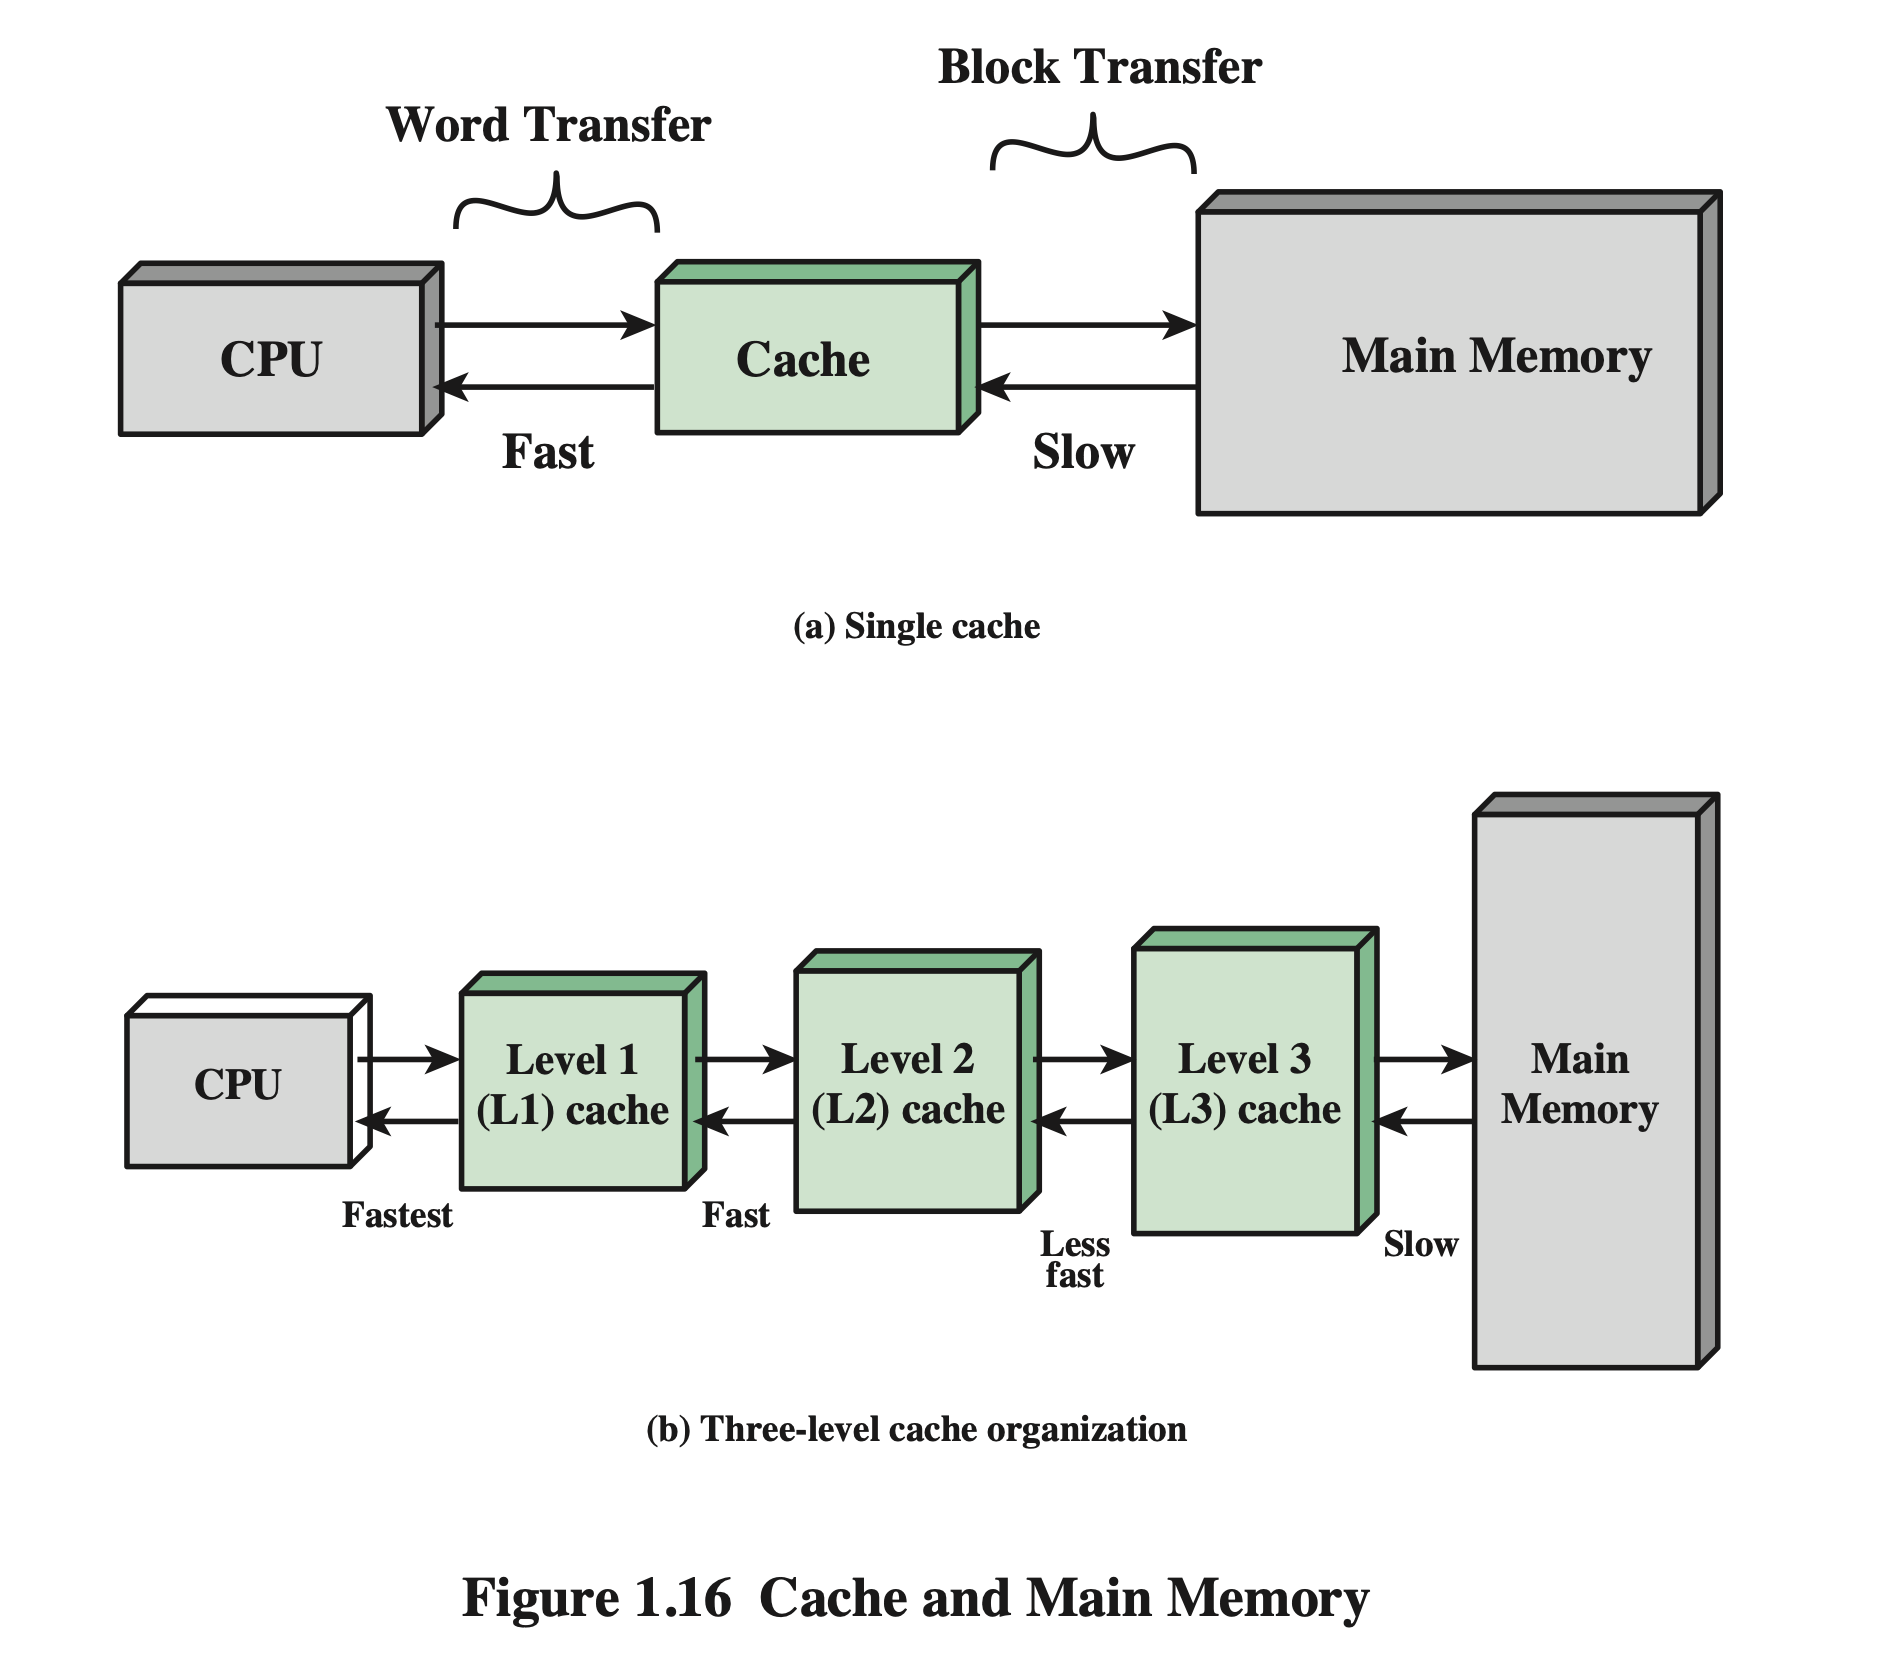 Block Transfer
Word Transfer
CPU
Cache
Main Memory
Fast
Slow
(a) Single cache
CPU
Level 1
(L1) cache
Level 2
(L2) cache
Level 3
(L3) cache
Main
Memory
Fastest
Fast
Less
fast
Slow
(b) Three-level cache organization
Figure 1.16  Cache and Main Memory